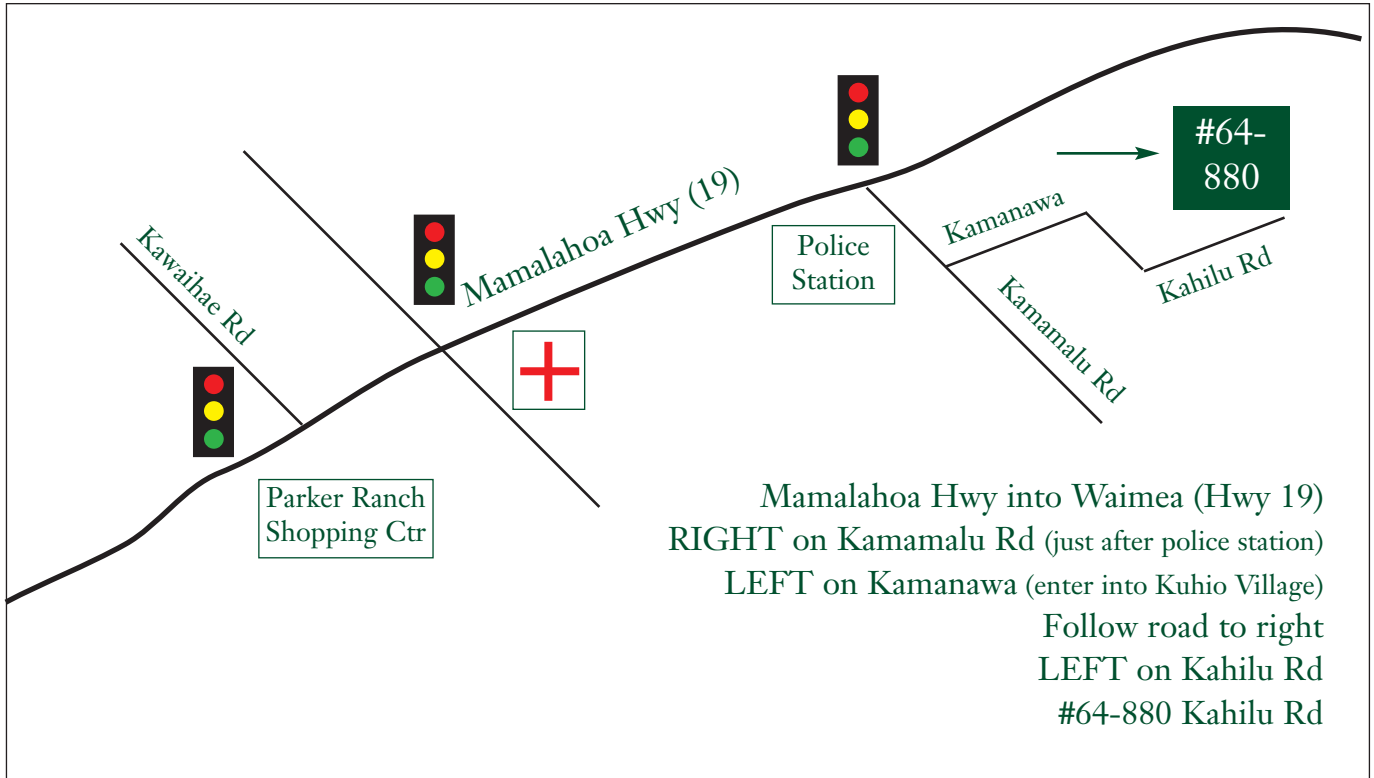 #64-
880
Mamalahoa Hwy (19)
Kamanawa
Police
Station
Kahilu Rd
Kawaihae Rd
Kamamalu Rd
Parker Ranch
Shopping Ctr
Mamalahoa Hwy into Waimea (Hwy 19)
RIGHT on Kamamalu Rd (just after police station)
LEFT on Kamanawa (enter into Kuhio Village)
Follow road to right
LEFT on Kahilu Rd
#64-880 Kahilu Rd